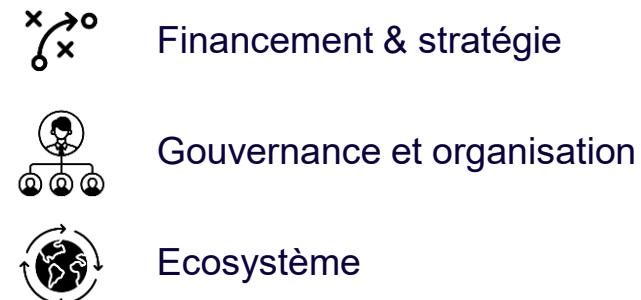 Financement & stratégie
Gouvernance et organisation
Ecosystème